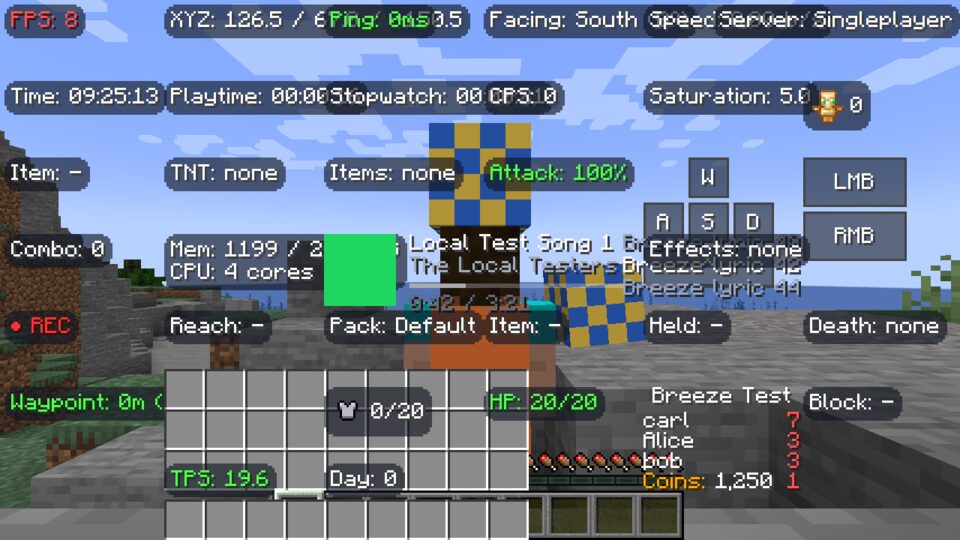 FPS: 8
XYZ: 126.5 / 6
Ping: 0ms
0.5
Facing: South
Speed
Server: Singleplayer
Time: 09:25:13
Playtime: 00:00
Stopwatch: 00
CPS:
Saturation: 5.0
0
Item: -
TNT: none
Items: none
Attack: 100%
W
LMB
A S D
RMB
Combo: 0
Mem: 1199 / 2
CPU: 4 cores
Local Test Song 1
The Local Testers
0:42 / 3:21
Effects: none
Breeze lyric 42
Breeze lyric 44
● REC
Reach: -
Pack: Default
Item: -
Held: -
Death: none
Waypoint: 0m (
0/20
HP: 20/20
Breeze Test
carl 7
Alice 3
bob 3
Coins: 1,250 1
Block: -
TPS: 19.6
Day: 0